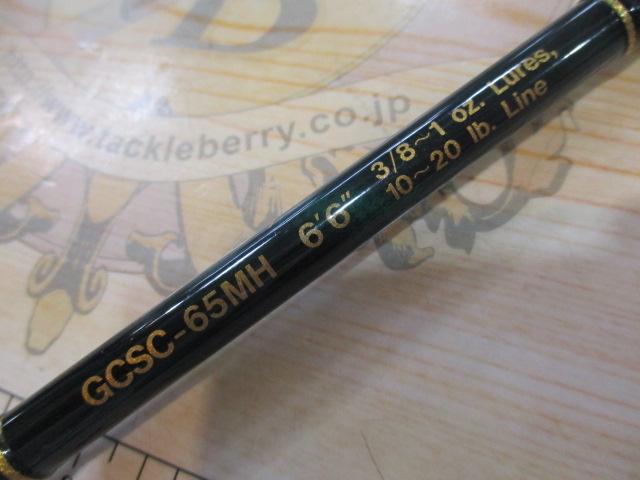 www.tackleberry.co.jp
GCSC-65MH 6'6"
3/8~1 oz. Lures,
10~20 lb. Line